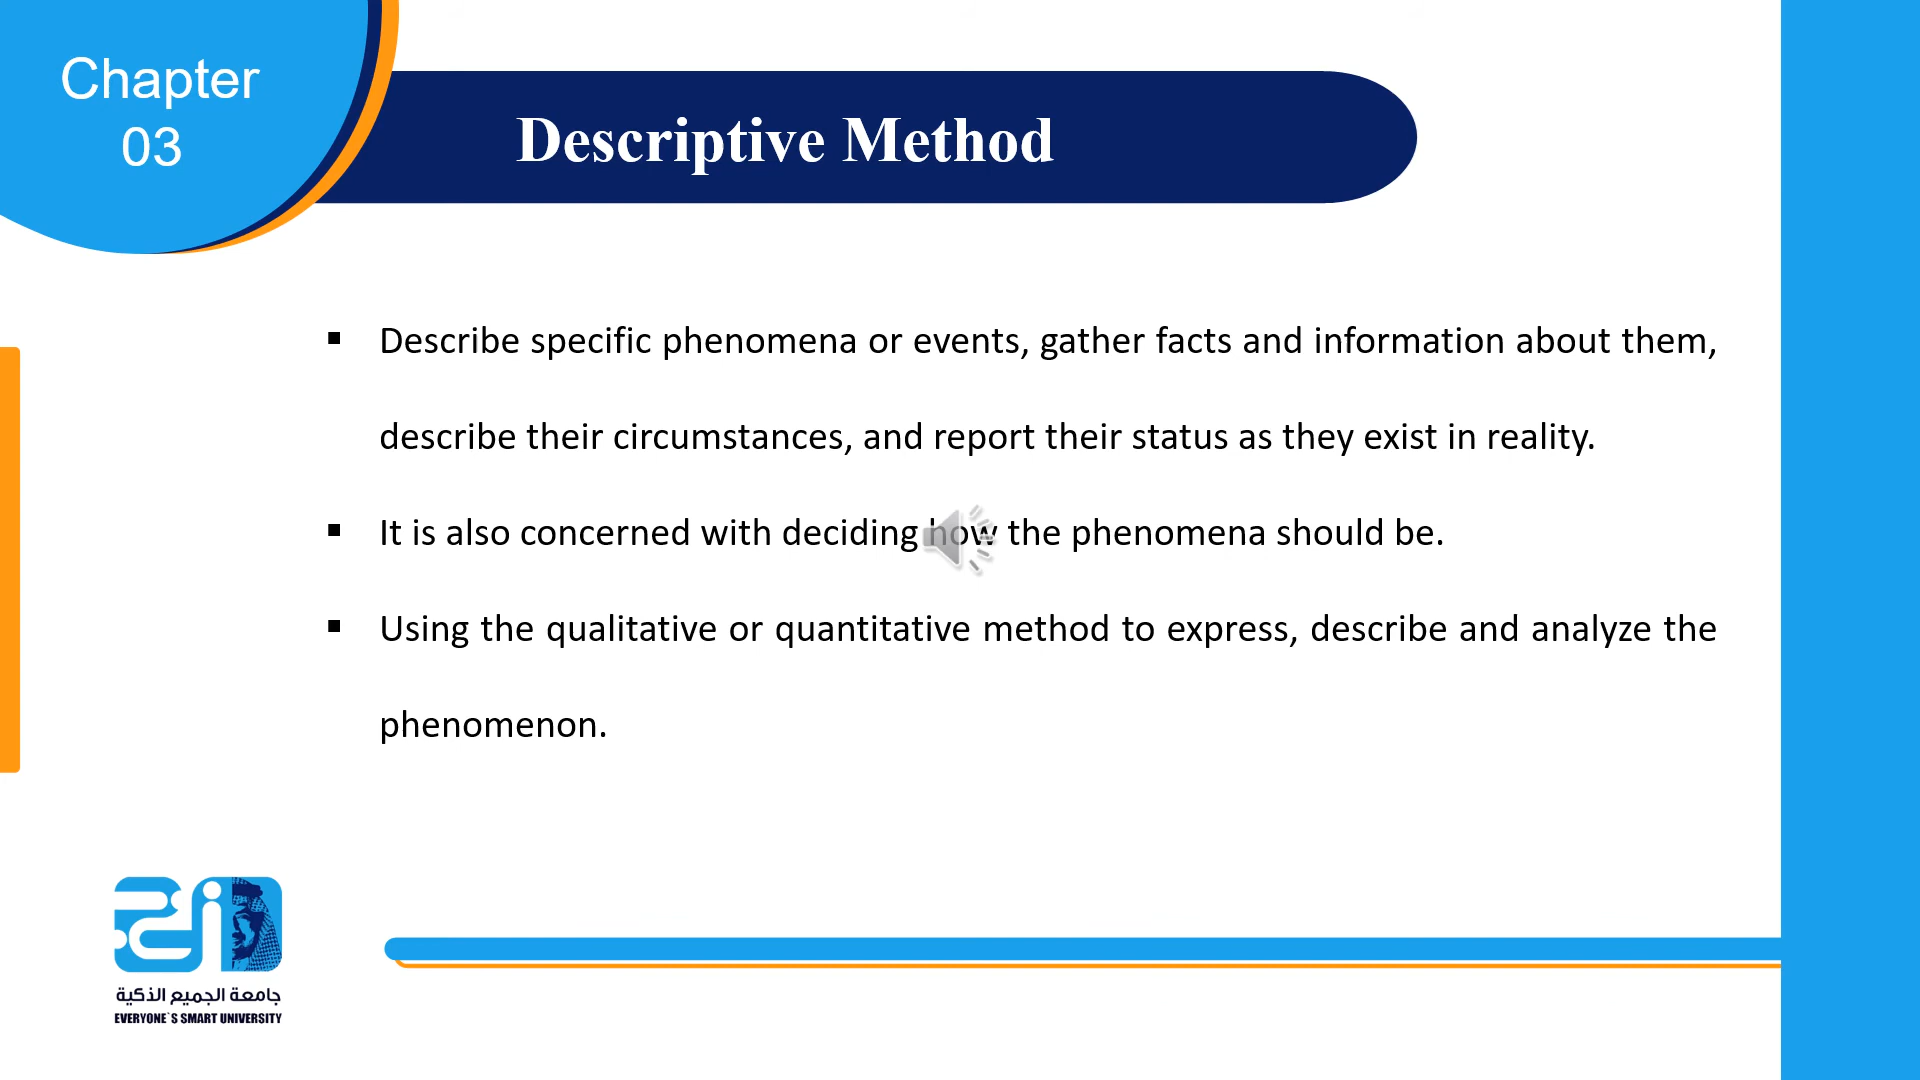 Chapter
03
Descriptive Method
▪ Describe specific phenomena or events, gather facts and information about them,
describe their circumstances, and report their status as they exist in reality.
▪ It is also concerned with deciding how the phenomena should be.
▪ Using the qualitative or quantitative method to express, describe and analyze the
phenomenon.
جامعة الجميع الذكية
EVERYONE`S SMART UNIVERSITY